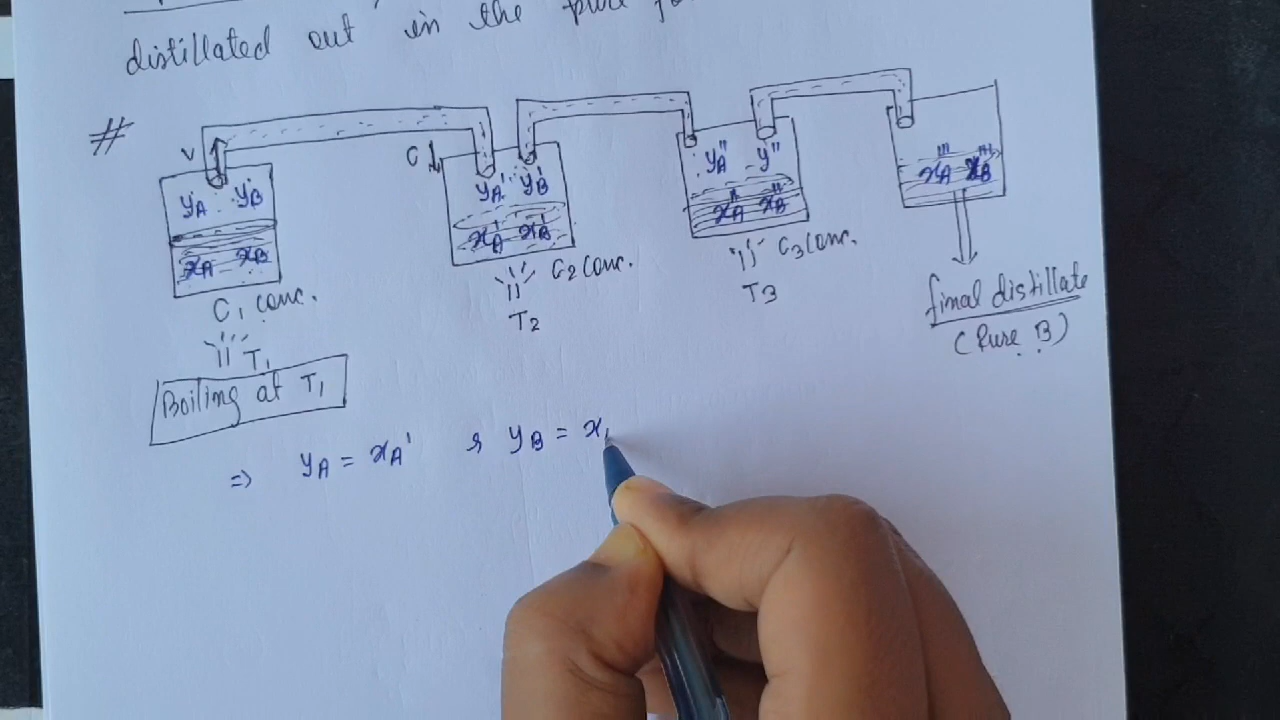 distillated out in the pure
#
V
C
yA yB
yA' yB'
yA" y"
xA xB
xA' xB'
xA" xB"
xA''' xB'''
C1 conc.
C2 conc.
C3 conc.
T1
T2
T3
final distillate
(Pure B)
Boiling at T1
=> yA = xA' & yB = x